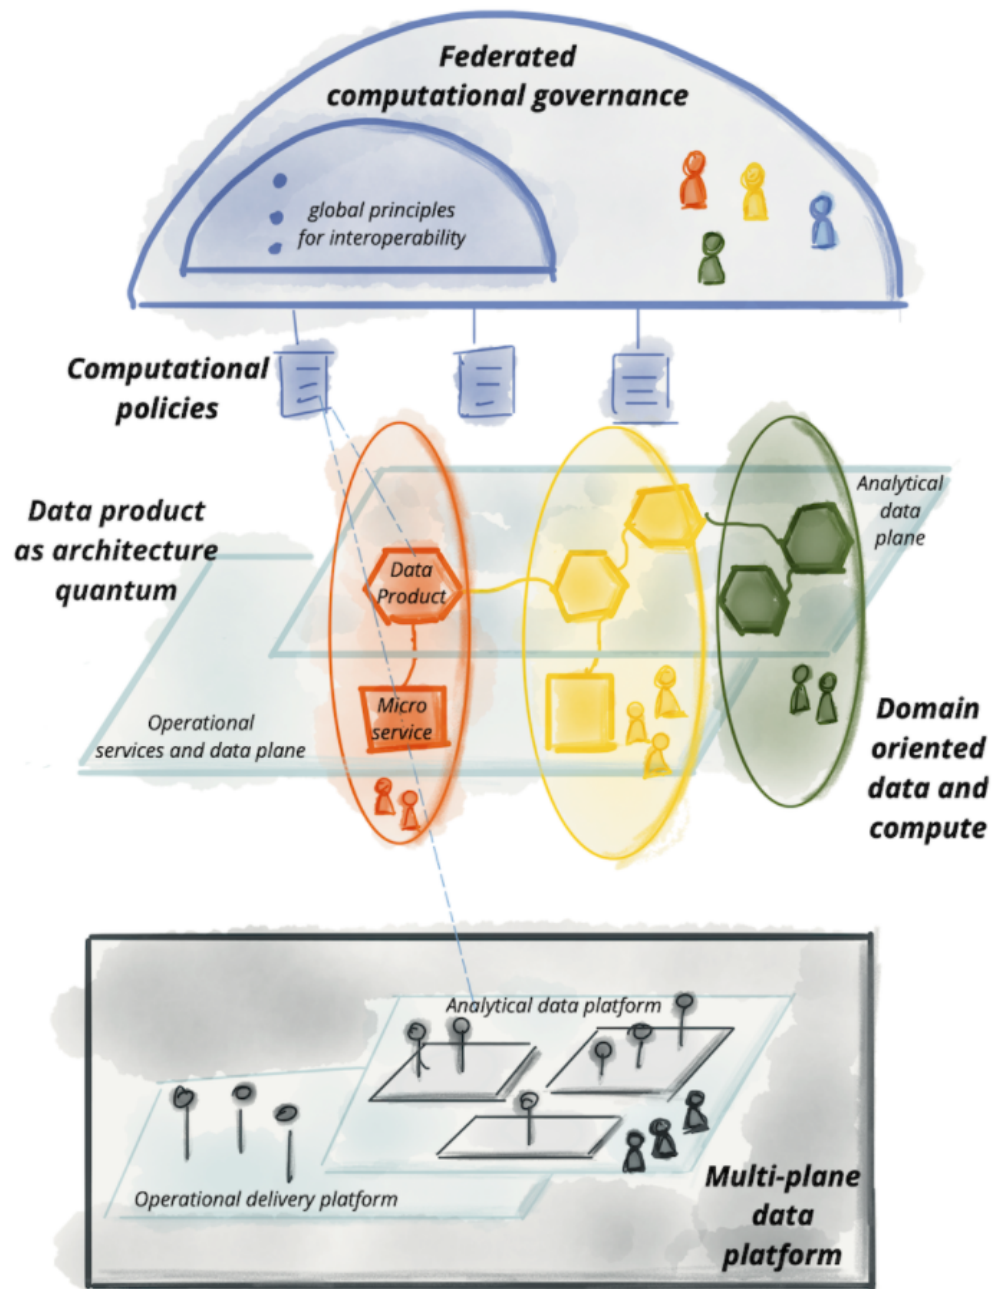 Federated
computational governance
global principles
for interoperability
Computational
policies
Data product
as architecture
quantum
Analytical
data
plane
Data
Product
Micro
service
Operational
services and data plane
Domain
oriented
data and
compute
Analytical data platform
Operational delivery platform
Multi-plane
data
platform